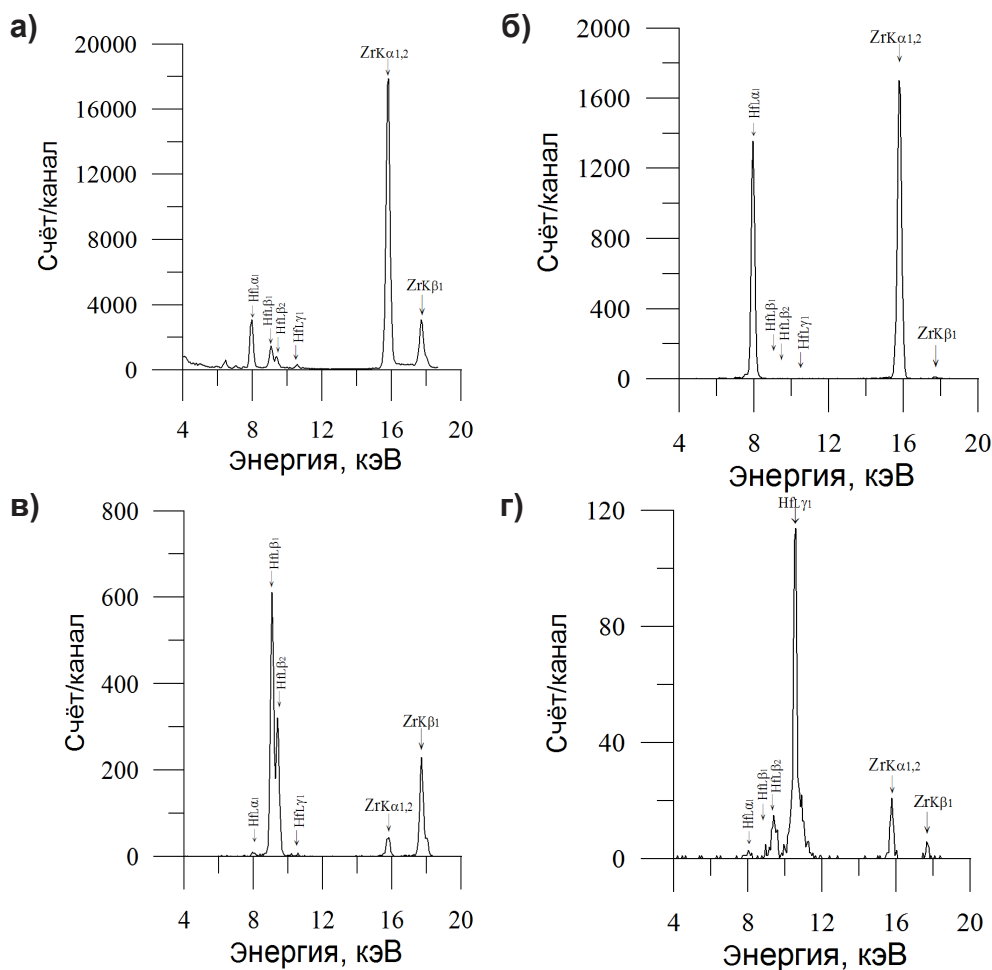 а)
20000
16000
12000
8000
4000
0
Счёт/канал
HfLα1
HfLβ1
HfLβ2
HfLγ1
ZrKα1,2
ZrKβ1
4 8 12 16 20
Энергия, кэВ
б)
2000
1600
1200
800
400
0
Счёт/канал
HfLα1
HfLβ1
HfLβ2
HfLγ1
ZrKα1,2
ZrKβ1
4 8 12 16 20
Энергия, кэВ
в)
800
600
400
200
0
Счёт/канал
HfLα1
HfLβ1
HfLβ2
HfLγ1
ZrKα1,2
ZrKβ1
4 8 12 16 20
Энергия, кэВ
г)
120
80
40
0
Счёт/канал
HfLα1
HfLβ1
HfLβ2
HfLγ1
ZrKα1,2
ZrKβ1
4 8 12 16 20
Энергия, кэВ